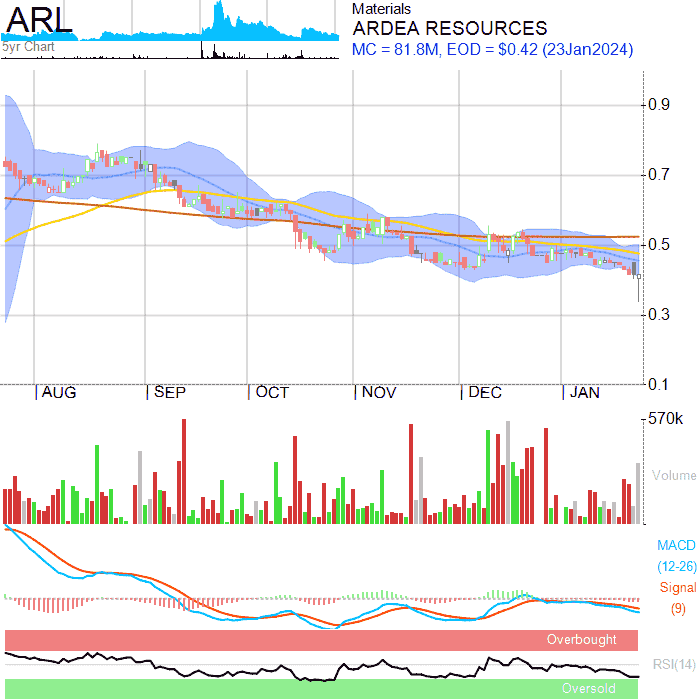 ARL
5yr Chart
Materials
ARDEA RESOURCES
MC = 81.8M, EOD = $0.42 (23Jan2024)
0.9
0.7
0.5
0.3
0.1
AUG SEP OCT NOV DEC JAN
570k
Volume
MACD
(12-26)
Signal
(9)
Overbought
RSI(14)
Oversold